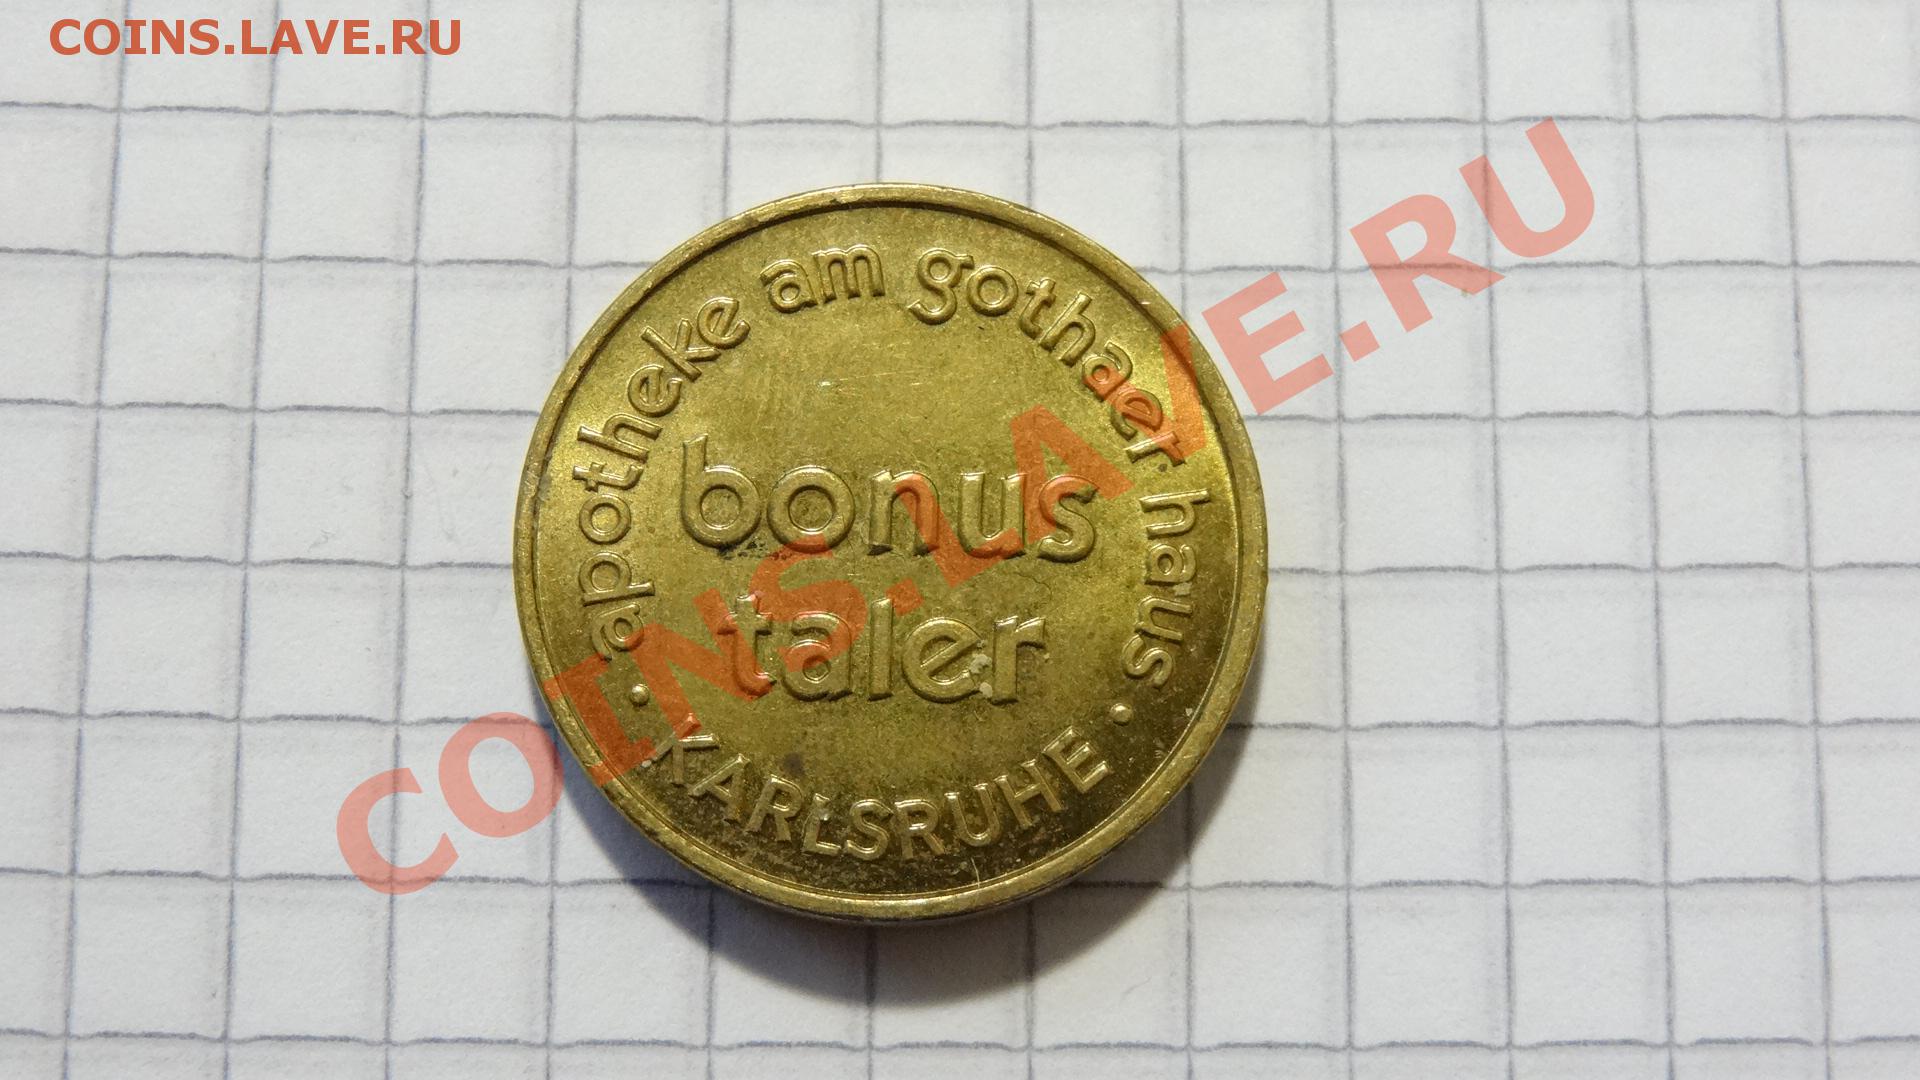 COINS.LAVE.RU
apotheke am gothaer haus
bonus
taler
· KARLSRUHE ·
COINS.LAVE.RU